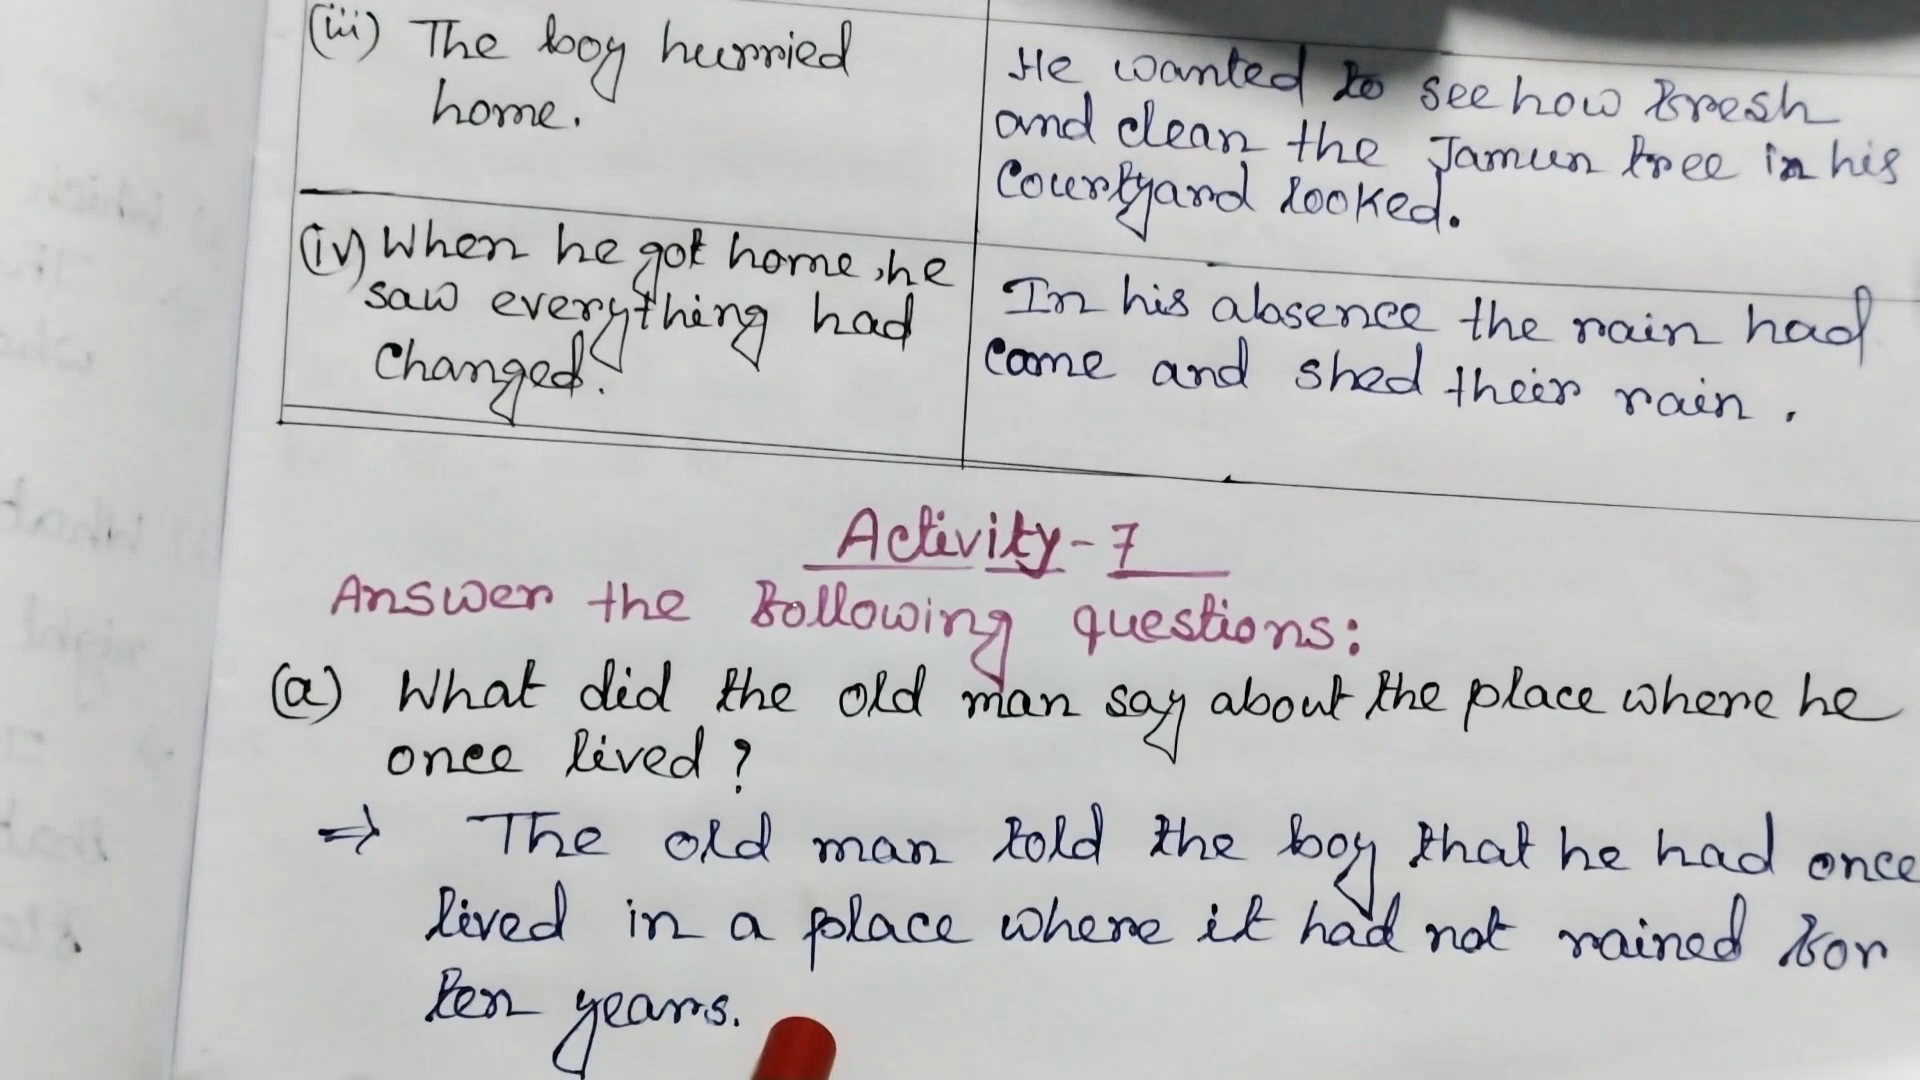 (iii) The boy hurried
home.
He wanted to see how fresh
and clean the Jamun tree in his
Courtyard looked.
(iv) When he got home, he
saw everything had
Changed.
In his absence the rain had
come and shed their rain.
Activity-7
Answer the following questions:
(a) What did the old man say about the place where he
once lived?
⇒ The old man told the boy that he had once
lived in a place where it had not rained for
ten years.